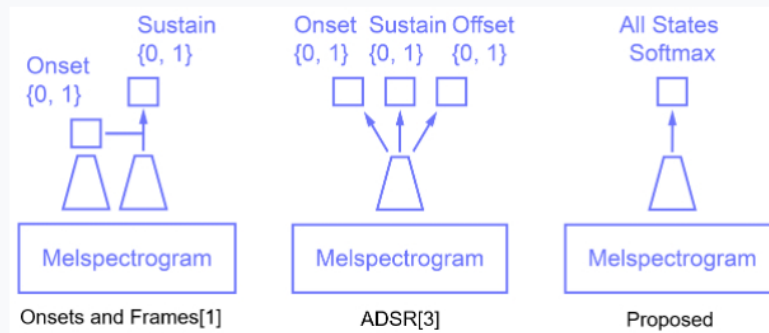 Sustain
{0, 1}
Onset
{0, 1}
Melspectrogram
Onsets and Frames[1]
Onset Sustain Offset
{0, 1} {0, 1} {0, 1}
Melspectrogram
ADSR[3]
All States
Softmax
Melspectrogram
Proposed